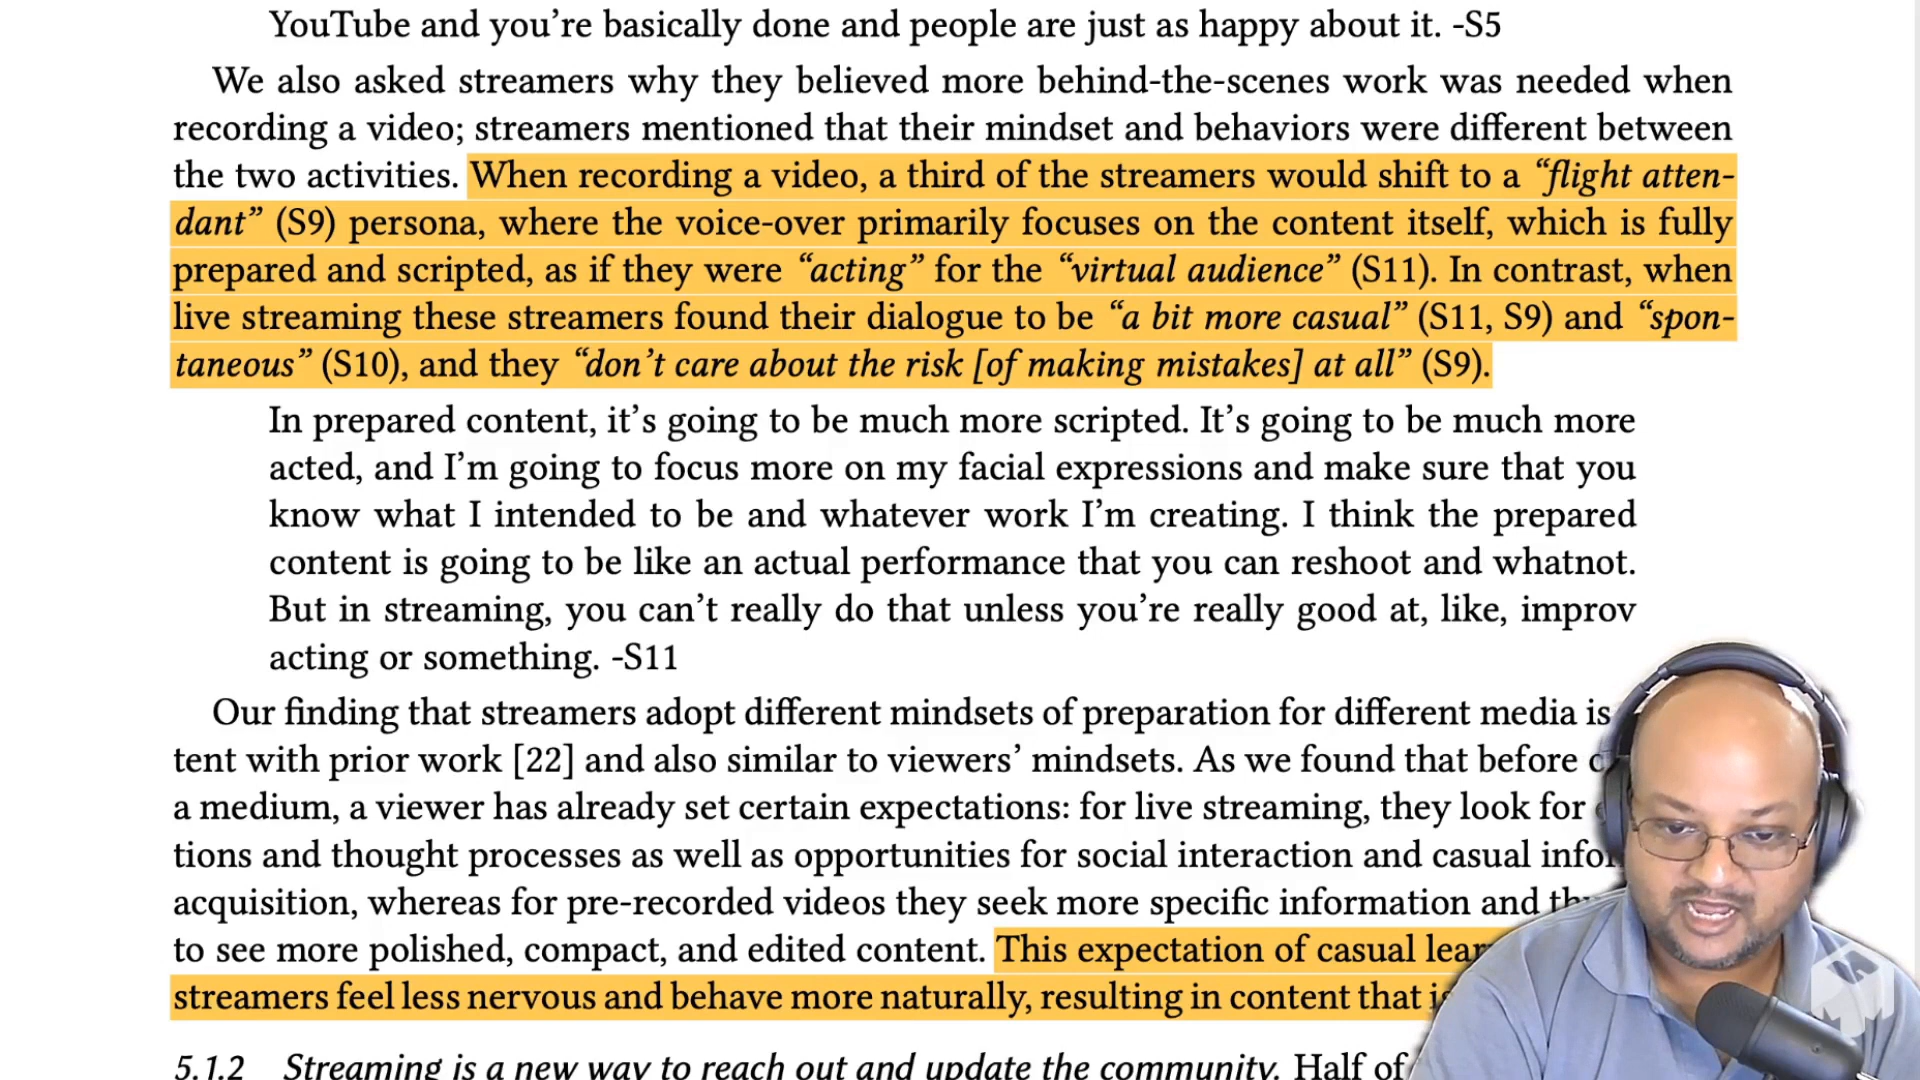 YouTube and you’re basically done and people are just as happy about it. -S5
We also asked streamers why they believed more behind-the-scenes work was needed when
recording a video; streamers mentioned that their mindset and behaviors were different between
the two activities. When recording a video, a third of the streamers would shift to a “flight atten-
dant” (S9) persona, where the voice-over primarily focuses on the content itself, which is fully
prepared and scripted, as if they were “acting” for the “virtual audience” (S11). In contrast, when
live streaming these streamers found their dialogue to be “a bit more casual” (S11, S9) and “spon-
taneous” (S10), and they “don’t care about the risk [of making mistakes] at all” (S9).
In prepared content, it’s going to be much more scripted. It’s going to be much more
acted, and I’m going to focus more on my facial expressions and make sure that you
know what I intended to be and whatever work I’m creating. I think the prepared
content is going to be like an actual performance that you can reshoot and whatnot.
But in streaming, you can’t really do that unless you’re really good at, like, improv
acting or something. -S11
Our finding that streamers adopt different mindsets of preparation for different media is
tent with prior work [22] and also similar to viewers’ mindsets. As we found that before
a medium, a viewer has already set certain expectations: for live streaming, they look for
tions and thought processes as well as opportunities for social interaction and casual
acquisition, whereas for pre-recorded videos they seek more specific information and
to see more polished, compact, and edited content. This expectation of casual
streamers feel less nervous and behave more naturally, resulting in content that
5.1.2 Streaming is a new way to reach out and update the community. Half of